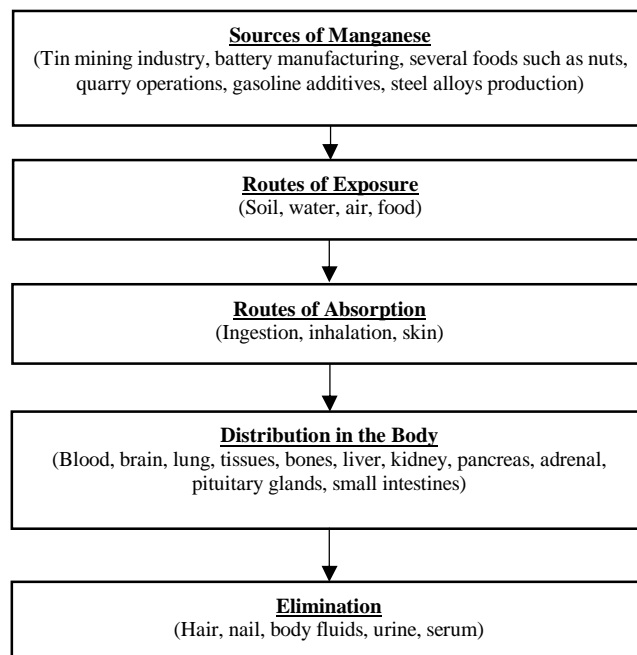 Sources of Manganese
(Tin mining industry, battery manufacturing, several foods such as nuts,
quarry operations, gasoline additives, steel alloys production)
Routes of Exposure
(Soil, water, air, food)
Routes of Absorption
(Ingestion, inhalation, skin)
Distribution in the Body
(Blood, brain, lung, tissues, bones, liver, kidney, pancreas, adrenal,
pituitary glands, small intestines)
Elimination
(Hair, nail, body fluids, urine, serum)